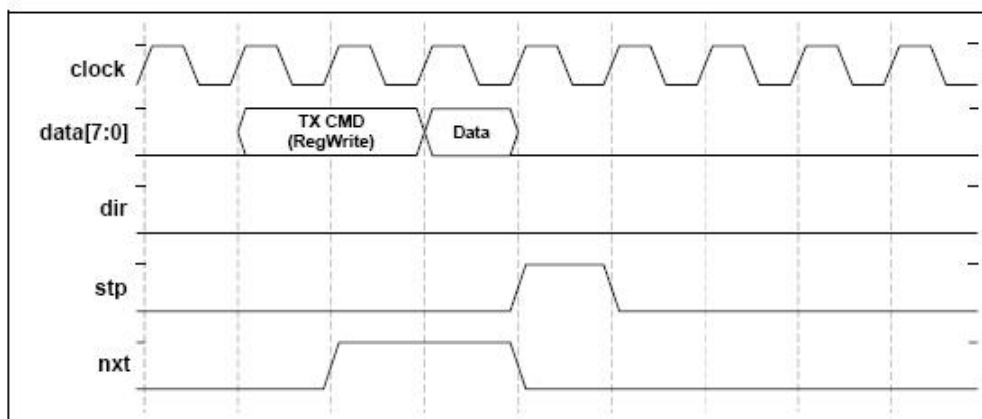 clock
data[7:0]
TX CMD
(RegWrite)
Data
dir
stp
nxt